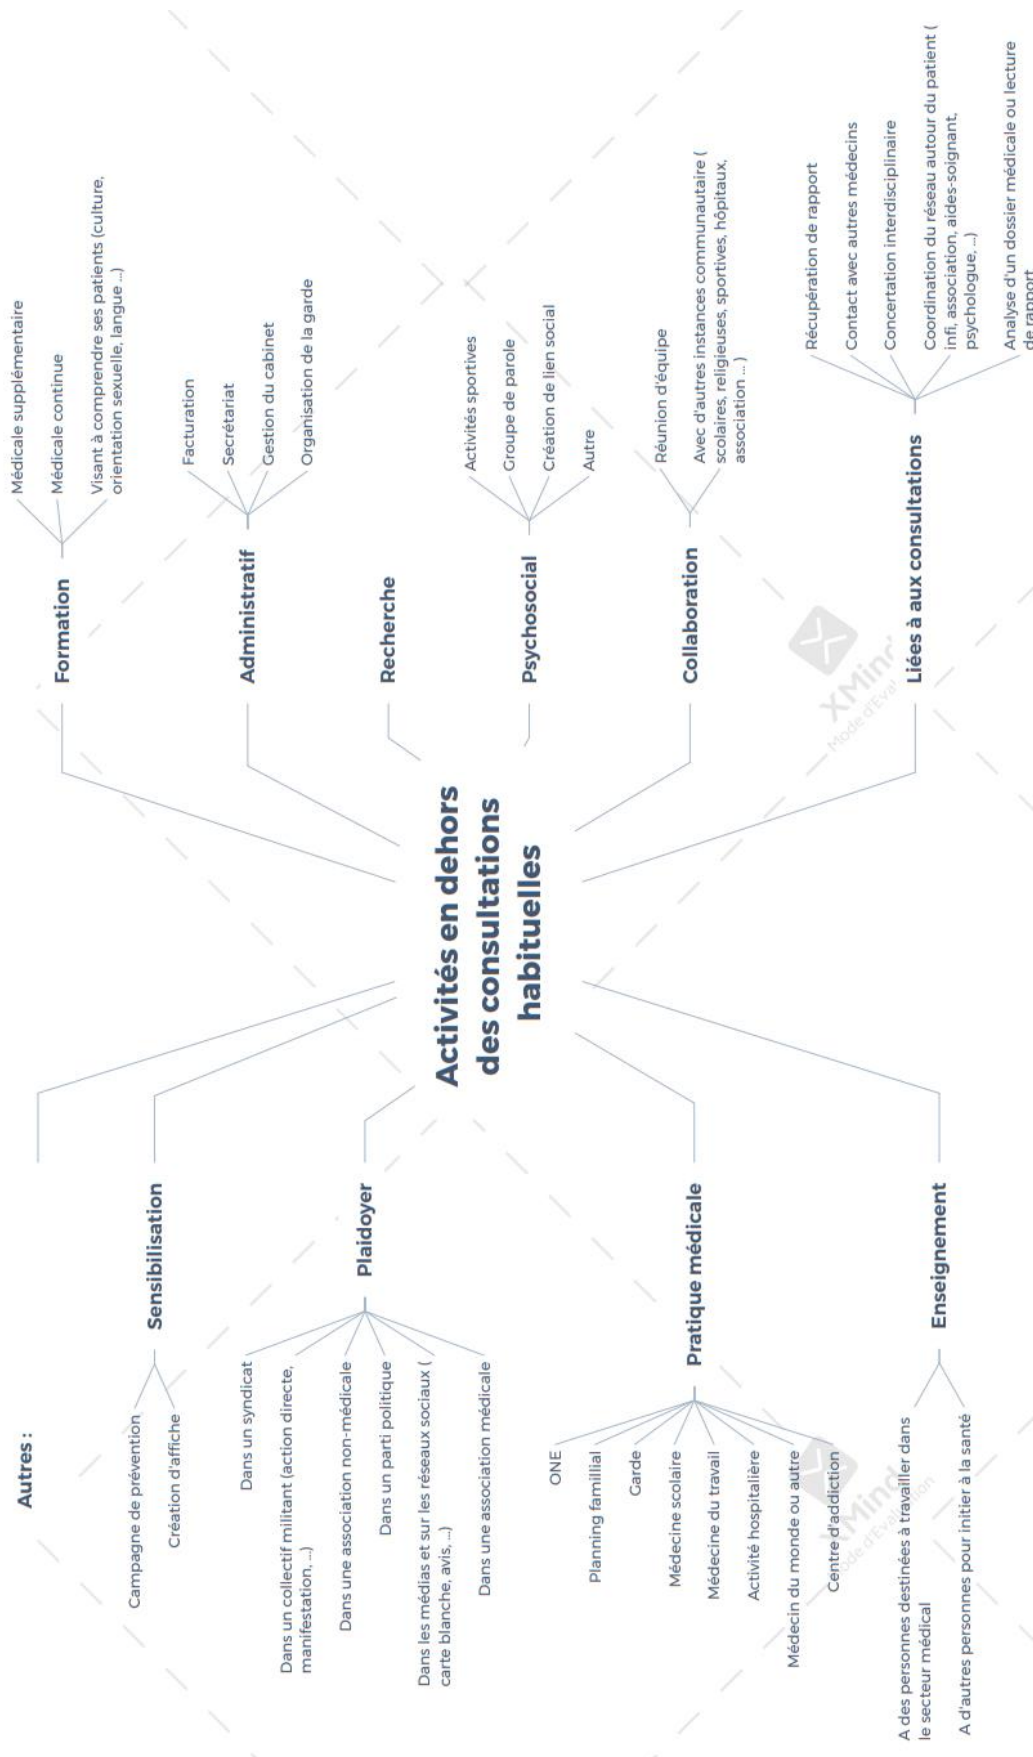 Activités en dehors
des consultations
habituelles
Formation
Médicale supplémentaire
Médicale continue
Visant à comprendre ses patients (culture,
orientation sexuelle, langue ...)
Administratif
Facturation
Secrétariat
Gestion du cabinet
Organisation de la garde
Recherche
Psychosocial
Activités sportives
Groupe de parole
Création de lien social
Autre
Collaboration
Réunion d'équipe
Avec d'autres instances communautaire (
scolaires, religieuses, sportives, hôpitaux,
association ... )
Liées à aux consultations
Récupération de rapport
Contact avec autres médecins
Concertation interdisciplinaire
Coordination du réseau autour du patient (
infi, association, aides-soignant,
psychologue, ...)
Analyse d'un dossier médicale ou lecture
de rapport
Autres :
Sensibilisation
Campagne de prévention
Création d'affiche
Plaidoyer
Dans un syndicat
Dans un collectif militant (action directe,
manifestation, ...)
Dans une association non-médicale
Dans un parti politique
Dans les médias et sur les réseaux sociaux (
carte blanche, avis, ...)
Dans une association médicale
Pratique médicale
ONE
Planning famillial
Garde
Médecine scolaire
Médecine du travail
Activité hospitalière
Médecin du monde ou autre
Centre d'addiction
Enseignement
A des personnes destinées à travailler dans
le secteur médical
A d'autres personnes pour initier à la santé
XMind
Mode d'Eval
XMind
Mode d'Evaluation